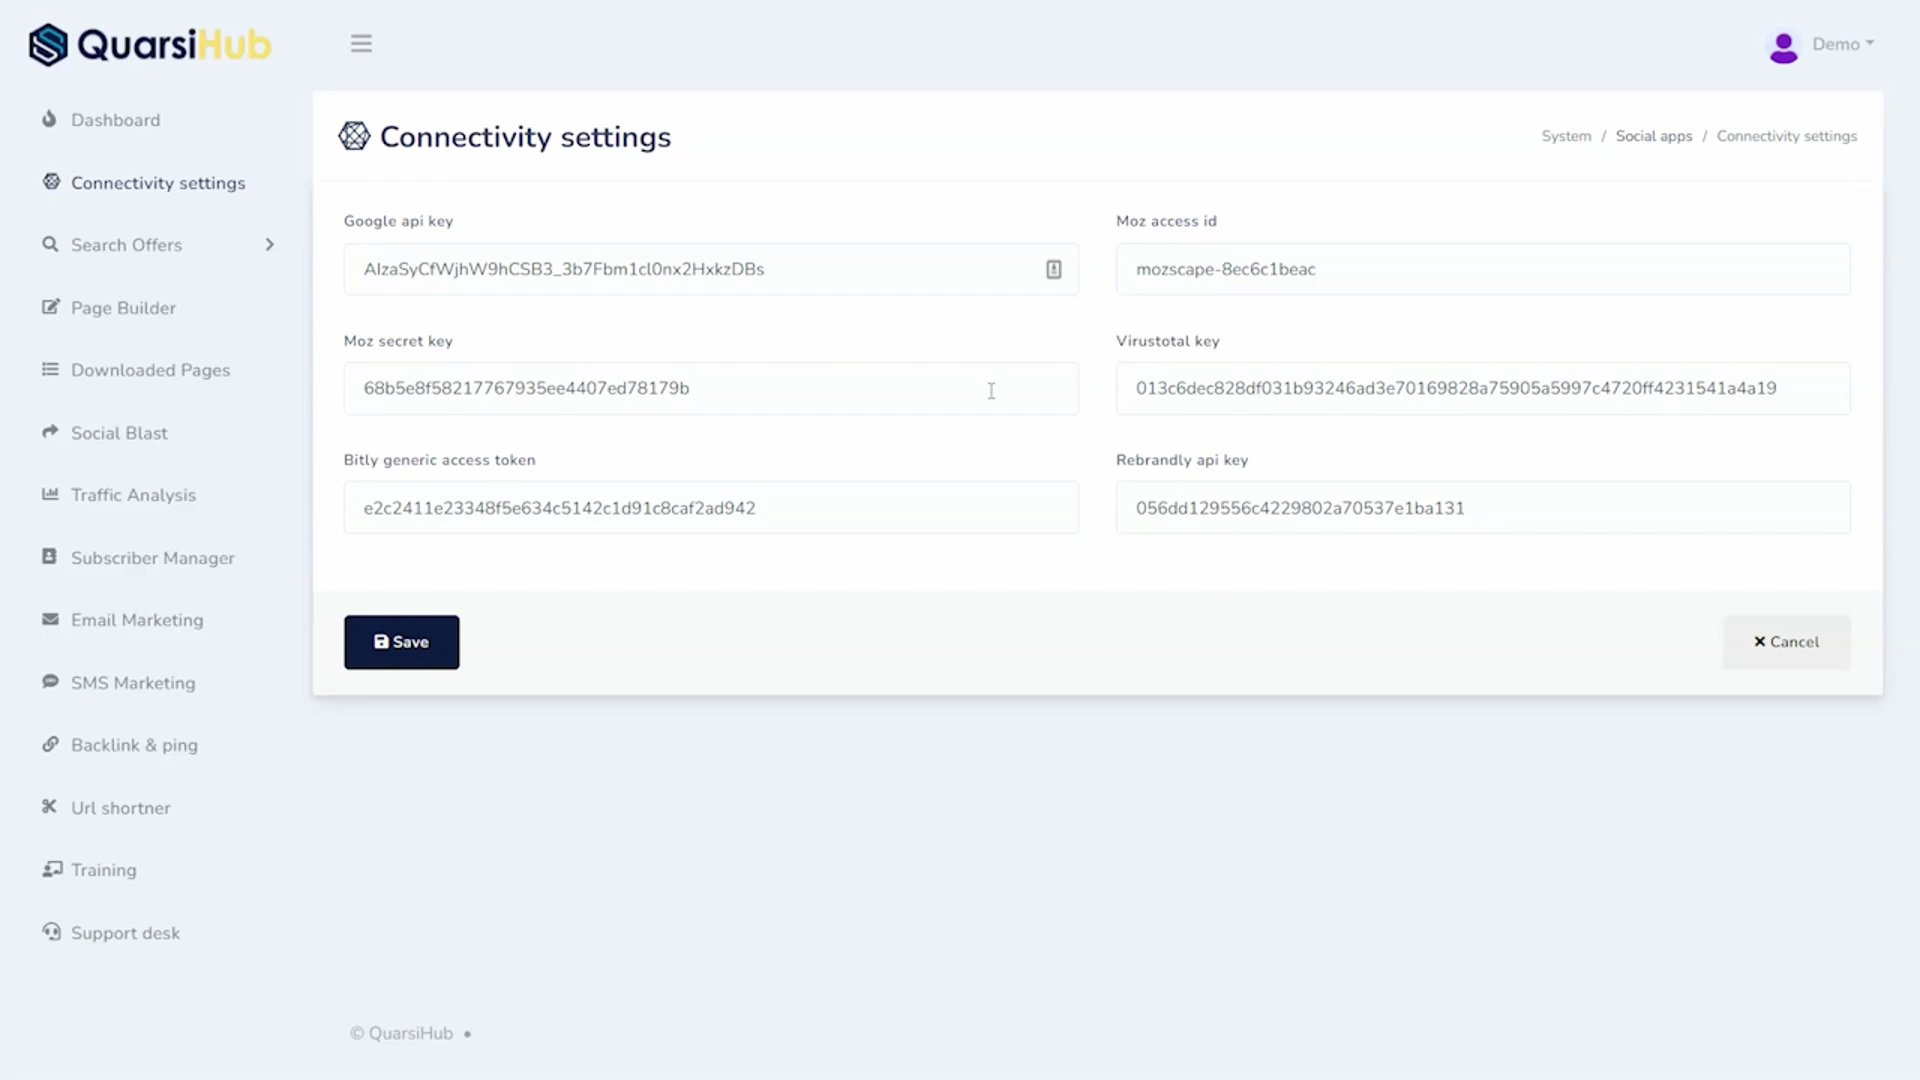 QuarsiHub
Demo
Dashboard
Connectivity settings
Search Offers
Page Builder
Downloaded Pages
Social Blast
Traffic Analysis
Subscriber Manager
Email Marketing
SMS Marketing
Backlink & ping
Url shortner
Training
Support desk
Connectivity settings
System / Social apps / Connectivity settings
Google api key
AIzaSyCfWjhW9hCSB3_3b7Fbm1cl0nx2HxkzDBs
Moz access id
mozscape-8ec6c1beac
Moz secret key
68b5e8f58217767935ee4407ed78179b
Virustotal key
013c6dec828df031b93246ad3e70169828a75905a5997c4720ff4231541a4a19
Bitly generic access token
e2c2411e23348f5e634c5142c1d91c8caf2ad942
Rebrandly api key
056dd129556c4229802a70537e1ba131
Save
Cancel
© QuarsiHub •